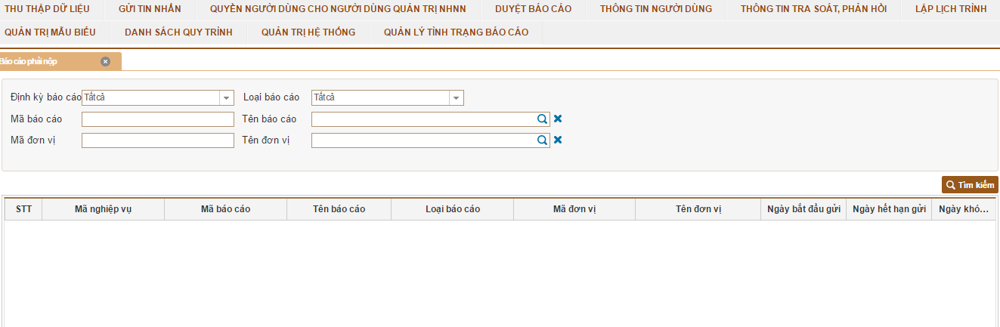 THU THẬP DỮ LIỆU GỬI TIN NHẮN QUYỀN NGƯỜI DÙNG CHO NGƯỜI DÙNG QUẢN TRỊ NHNN DUYỆT BÁO CÁO THÔNG TIN NGƯỜI DÙNG THÔNG TIN TRA SOÁT, PHẢN HỒI LẬP LỊCH TRÌNH
QUẢN TRỊ MẪU BIỂU DANH SÁCH QUY TRÌNH QUẢN TRỊ HỆ THỐNG QUẢN LÝ TÌNH TRẠNG BÁO CÁO
Báo cáo phải nộp
Định kỳ báo cáo Tất cả Loại báo cáo Tất cả
Mã báo cáo Tên báo cáo
Mã đơn vị Tên đơn vị
Tìm kiếm
STT Mã nghiệp vụ Mã báo cáo Tên báo cáo Loại báo cáo Mã đơn vị Tên đơn vị Ngày bắt đầu gửi Ngày hết hạn gửi Ngày khó...